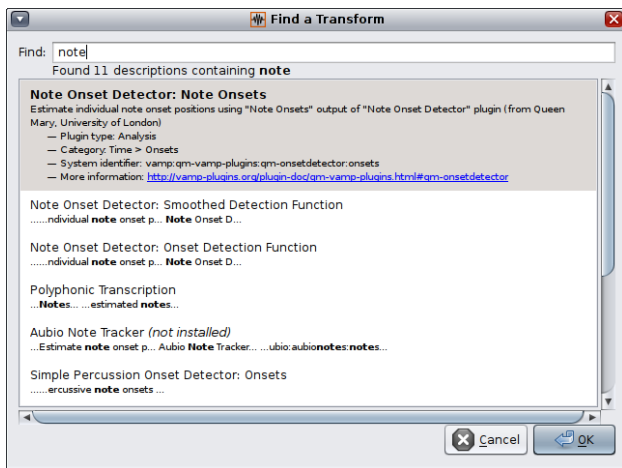 Find a Transform
Find: note
Found 11 descriptions containing note
Note Onset Detector: Note Onsets
Estimate individual note onset positions using "Note Onsets" output of "Note Onset Detector" plugin (from Queen
Mary, University of London)
— Plugin type: Analysis
— Category: Time > Onsets
— System identifier: vamp:qm-vamp-plugins:qm-onsetdetector:onsets
— More information: http://vamp-plugins.org/plugin-doc/qm-vamp-plugins.html#qm-onsetdetector
Note Onset Detector: Smoothed Detection Function
......ndividual note onset p... Note Onset D...
Note Onset Detector: Onset Detection Function
......ndividual note onset p... Note Onset D...
Polyphonic Transcription
...Notes... ...estimated notes...
Aubio Note Tracker (not installed)
...Estimate note onset p... Aubio Note Tracker... ...ubio:aubionotes:notes...
Simple Percussion Onset Detector: Onsets
......ercussive note onsets ...
Cancel
OK